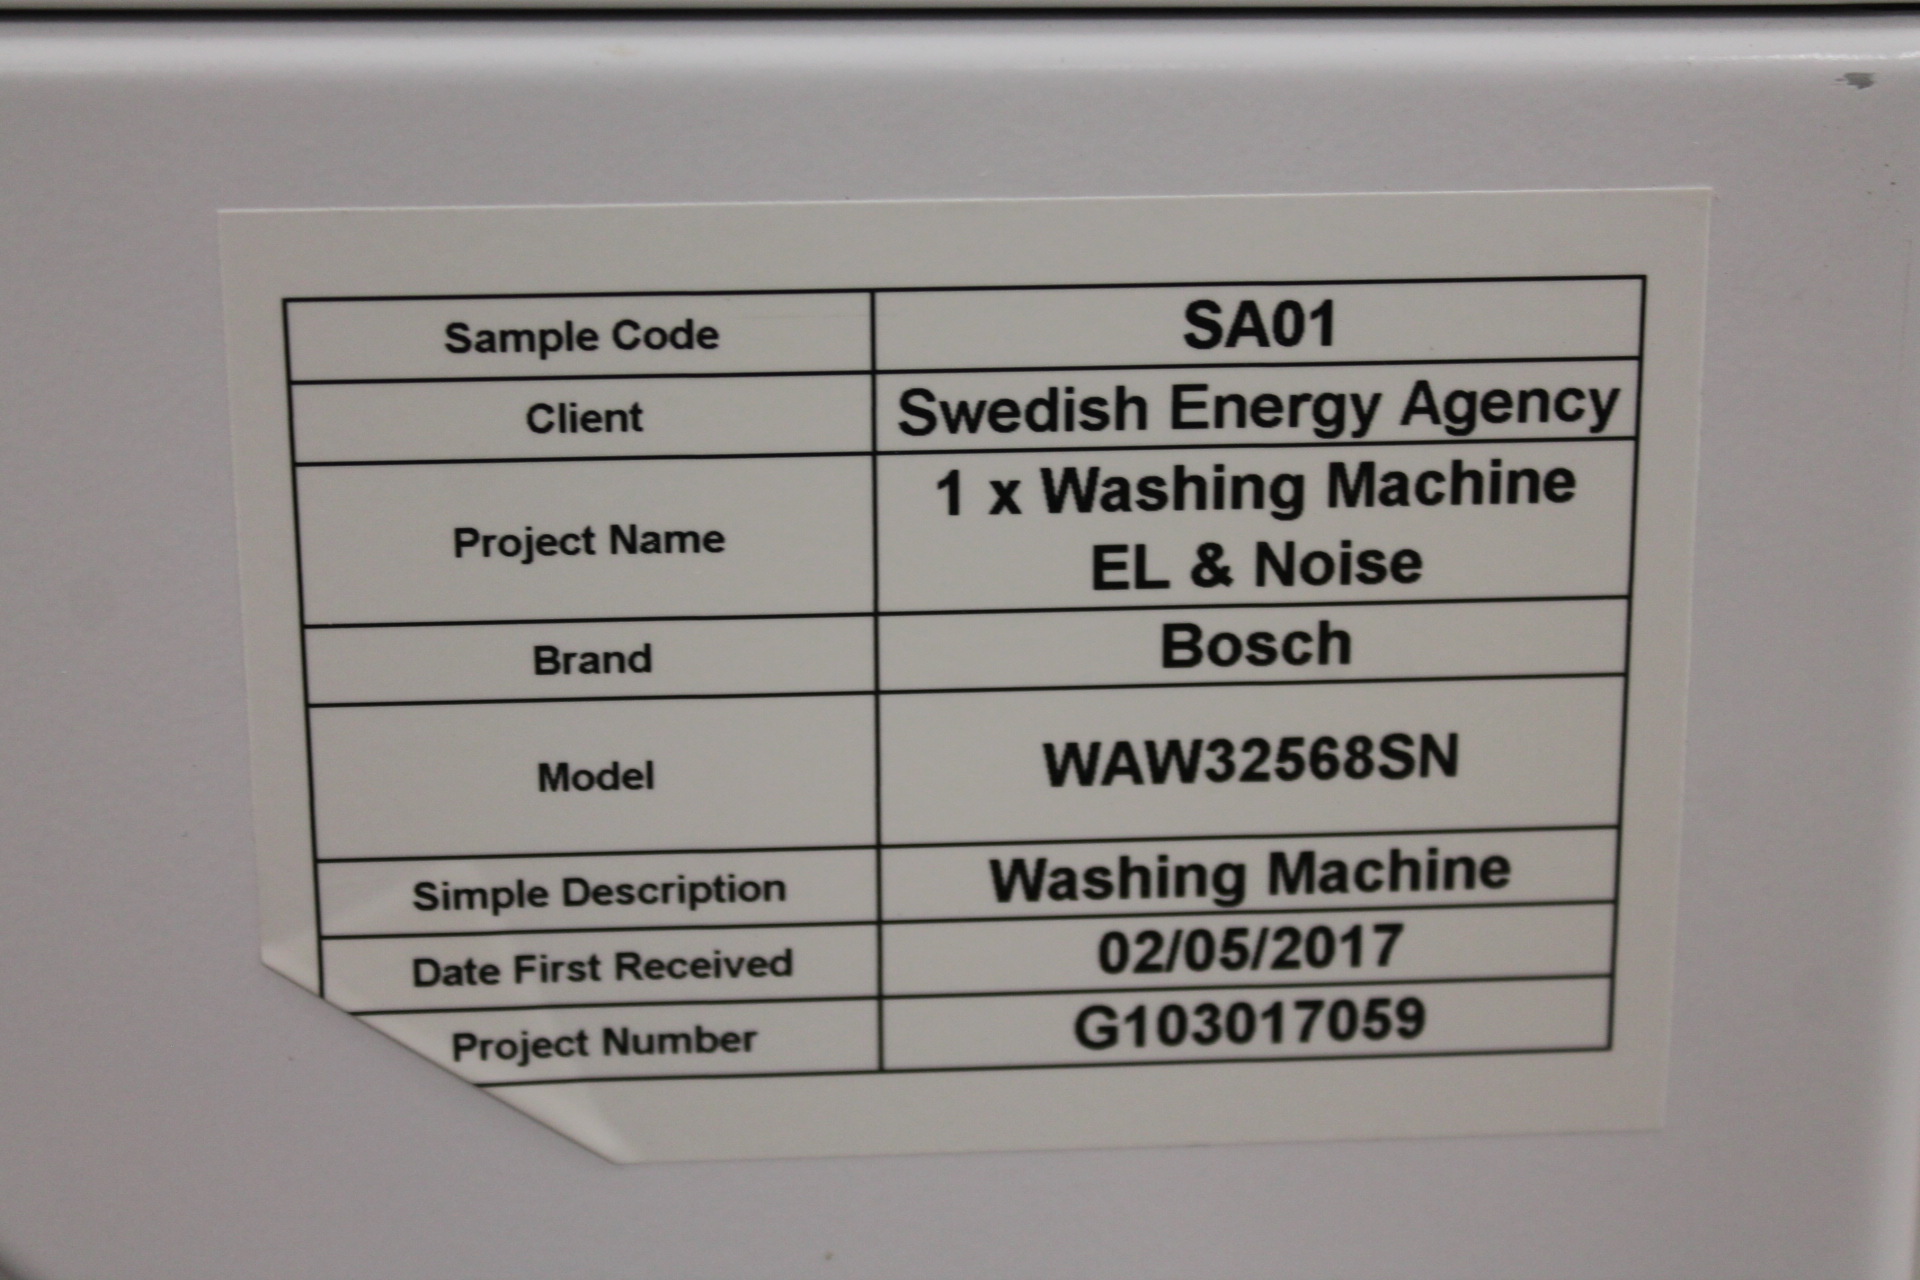 Sample Code SA01
Client Swedish Energy Agency
Project Name 1 x Washing Machine
EL & Noise
Brand Bosch
Model WAW32568SN
Simple Description Washing Machine
Date First Received 02/05/2017
Project Number G103017059